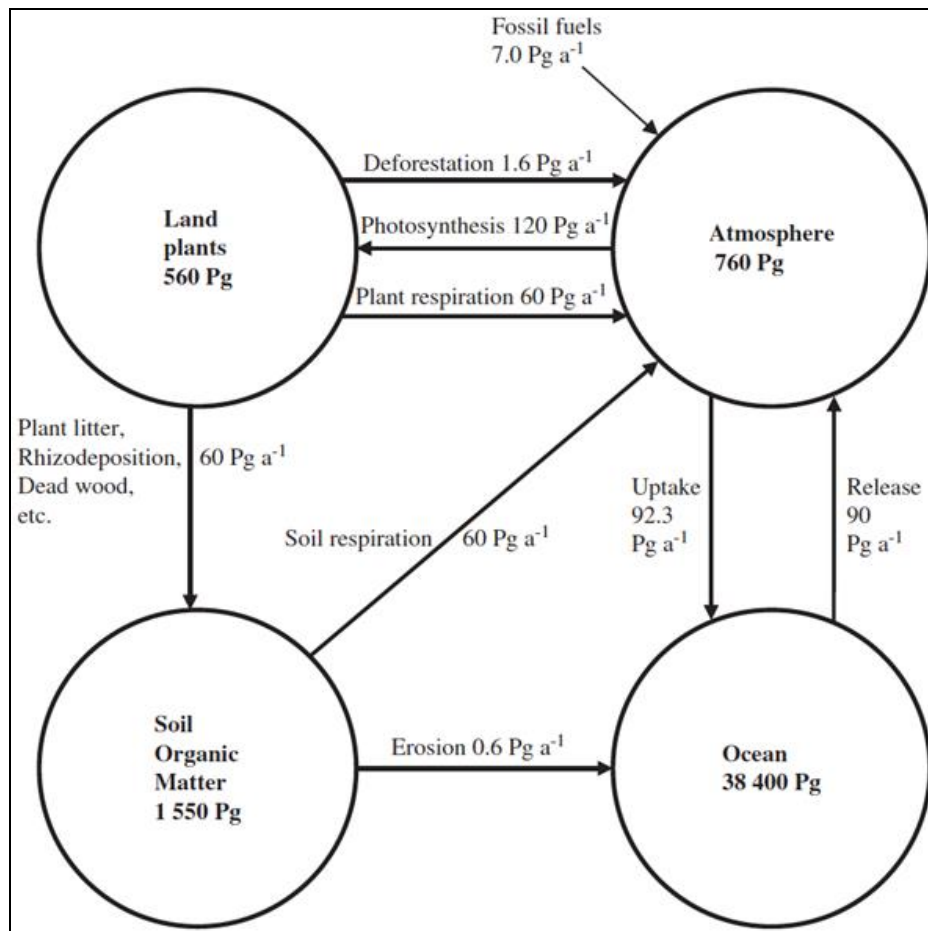 Fossil fuels
7.0 Pg a⁻¹
Deforestation 1.6 Pg a⁻¹
Land
plants
560 Pg
Photosynthesis 120 Pg a⁻¹
Atmosphere
760 Pg
Plant respiration 60 Pg a⁻¹
Plant litter,
Rhizodeposition,
Dead wood,
etc.
60 Pg a⁻¹
Uptake
92.3
Pg a⁻¹
Release
90
Pg a⁻¹
Soil respiration
60 Pg a⁻¹
Soil
Organic
Matter
1 550 Pg
Erosion 0.6 Pg a⁻¹
Ocean
38 400 Pg